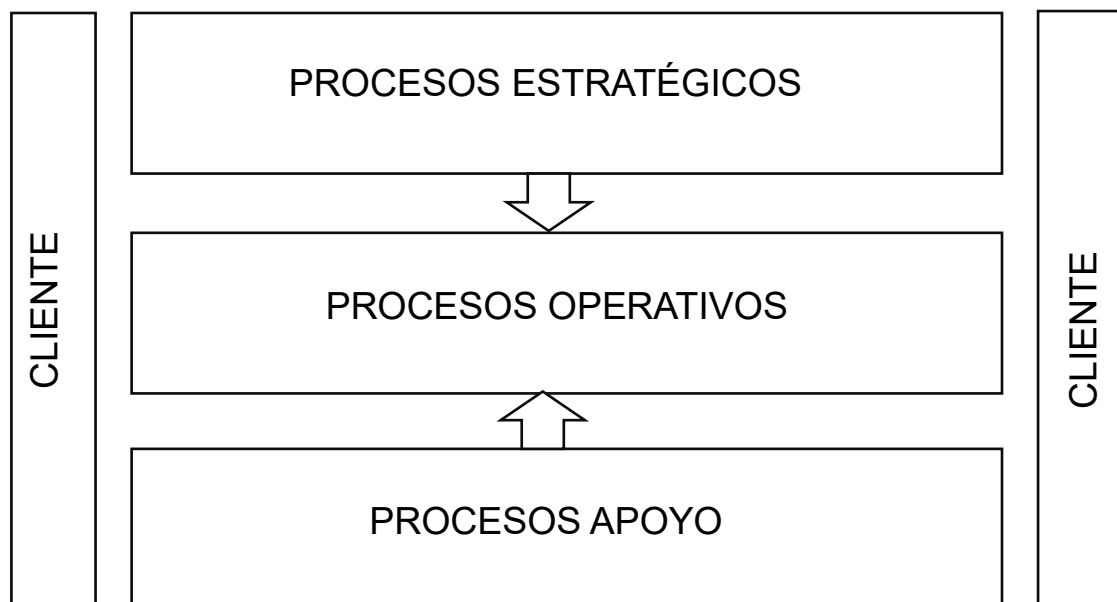 CLIENTE
PROCESOS ESTRATÉGICOS
PROCESOS OPERATIVOS
PROCESOS APOYO
CLIENTE